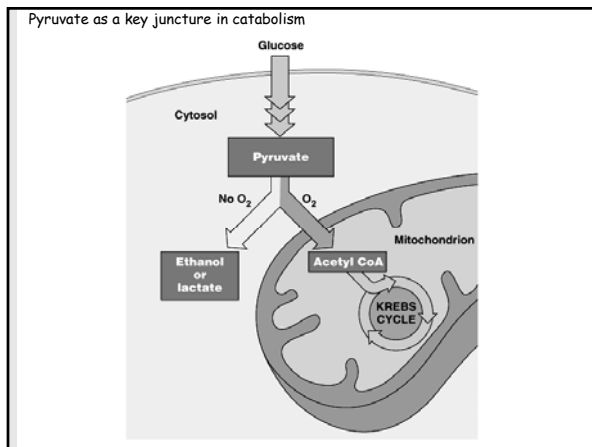 Pyruvate as a key juncture in catabolism
Glucose
Cytosol
Pyruvate
No O₂
O₂
Mitochondrion
Ethanol
or
lactate
Acetyl CoA
KREBS
CYCLE